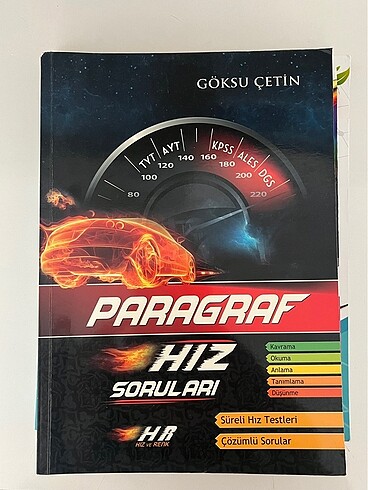 GÖKSU ÇETİN
TYT AYT KPSS ALES DGS
80 100 120 140 160 180 200 220
PARAGRAF
HIZ
SORULARI
Kavrama
Okuma
Anlama
Tanımlama
Düşünme
HR
HIZ VE RENK
Süreli Hız Testleri
Çözümlü Sorular